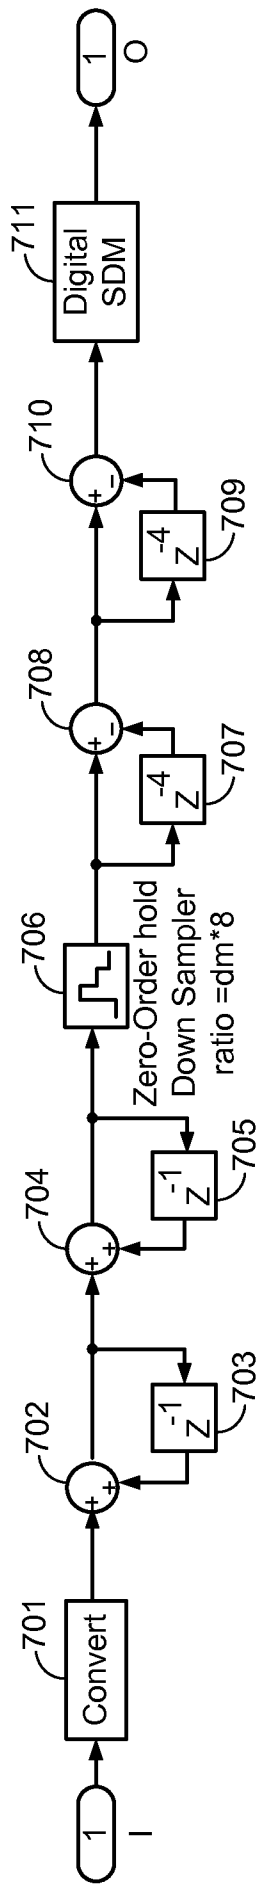 1
I
701
Convert
702
+
+
z-1
703
704
+
+
z-1
705
706
Zero-Order hold
Down Sampler
ratio =dm*8
z-4
707
708
+
-
z-4
709
710
+
-
711
Digital
SDM
1
O